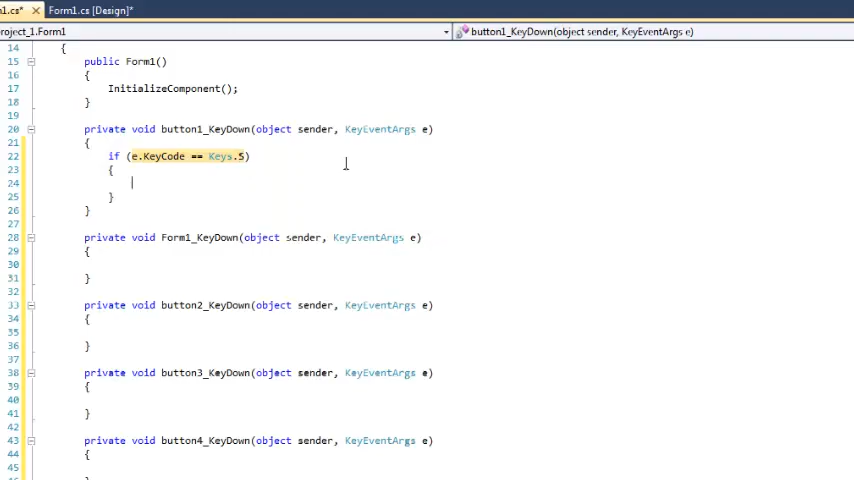 n1.cs* × Form1.cs [Design]*
roject_1.Form1 button1_KeyDown(object sender, KeyEventArgs e)
14 {
15 public Form1()
16 {
17 InitializeComponent();
18 }
19
20 private void button1_KeyDown(object sender, KeyEventArgs e)
21 {
22 if (e.KeyCode == Keys.S)
23 {
24
25 }
26 }
27
28 private void Form1_KeyDown(object sender, KeyEventArgs e)
29 {
30
31 }
32
33 private void button2_KeyDown(object sender, KeyEventArgs e)
34 {
35
36 }
37
38 private void button3_KeyDown(object sender, KeyEventArgs e)
39 {
40
41 }
42
43 private void button4_KeyDown(object sender, KeyEventArgs e)
44 {
45